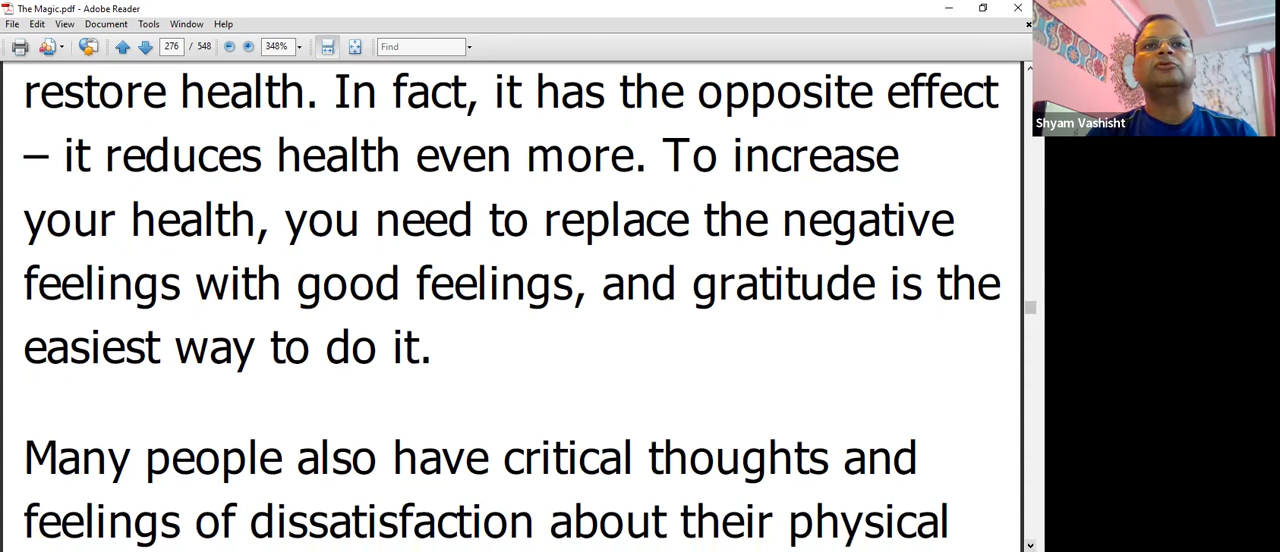 The Magic.pdf - Adobe Reader
File Edit View Document Tools Window Help
276 / 548 348% Find
restore health. In fact, it has the opposite effect
– it reduces health even more. To increase
your health, you need to replace the negative
feelings with good feelings, and gratitude is the
easiest way to do it.
Many people also have critical thoughts and
feelings of dissatisfaction about their physical
Shyam Vashisht